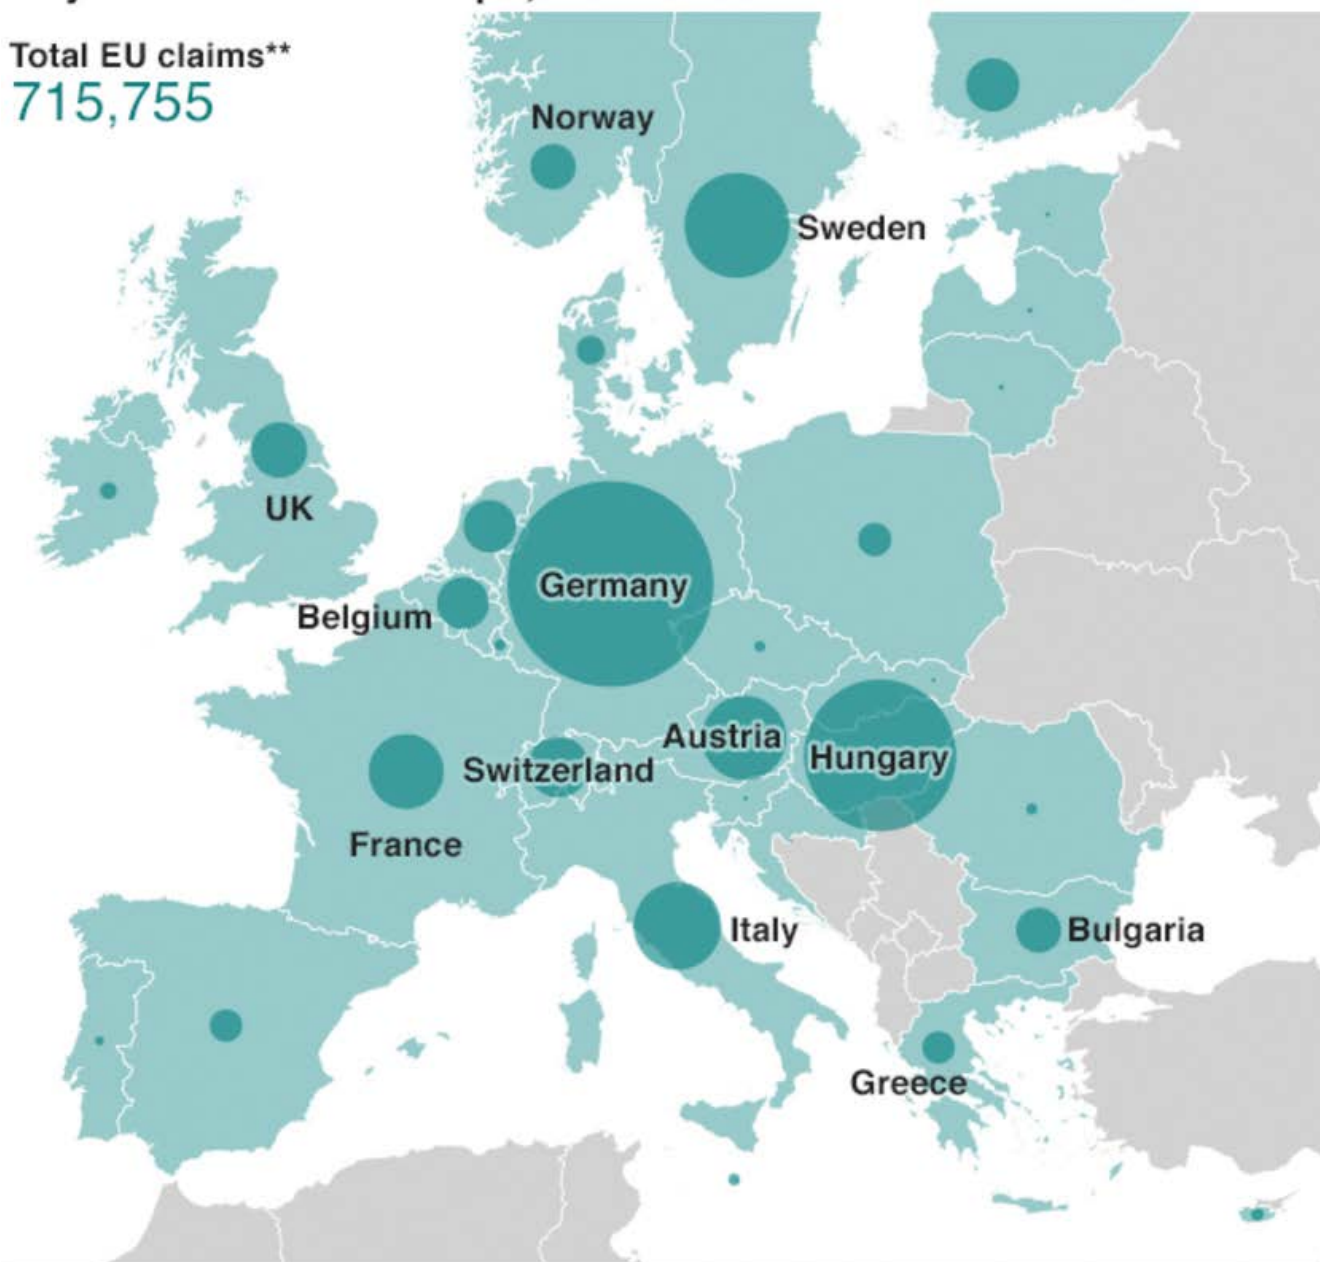 Total EU claims**
715,755
Norway
Sweden
UK
Germany
Belgium
Austria
Hungary
Switzerland
France
Italy
Bulgaria
Greece